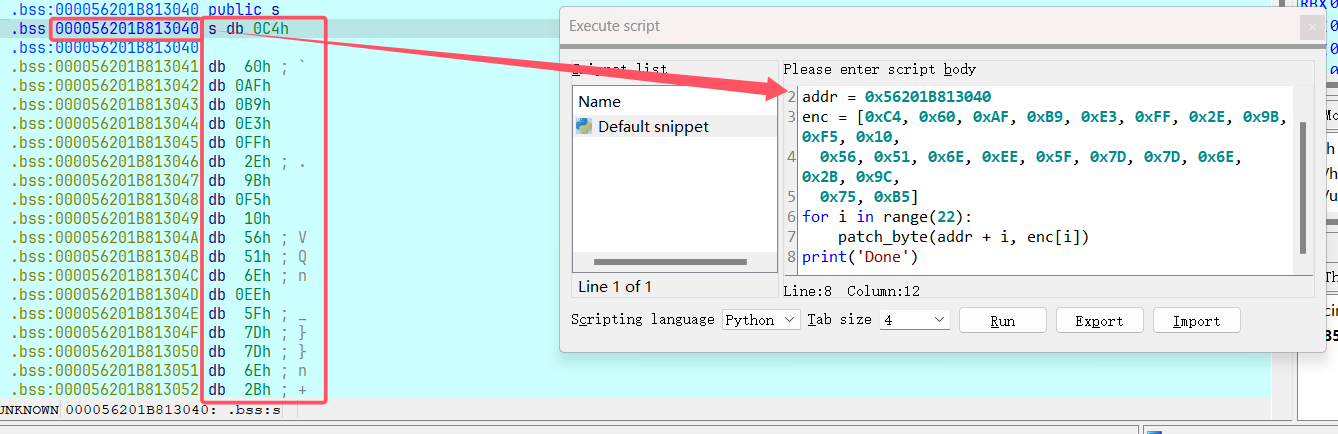 .bss:000056201B813040 public s
.bss 000056201B813040 s db 0C4h
.bss:000056201B813040
.bss:000056201B813041 db 60h ; `
.bss:000056201B813042 db 0AFh
.bss:000056201B813043 db 0B9h
.bss:000056201B813044 db 0E3h
.bss:000056201B813045 db 0FFh
.bss:000056201B813046 db 2Eh ; .
.bss:000056201B813047 db 9Bh
.bss:000056201B813048 db 0F5h
.bss:000056201B813049 db 10h
.bss:000056201B81304A db 56h ; V
.bss:000056201B81304B db 51h ; Q
.bss:000056201B81304C db 6Eh ; n
.bss:000056201B81304D db 0EEh
.bss:000056201B81304E db 5Fh ; _
.bss:000056201B81304F db 7Dh ; }
.bss:000056201B813050 db 7Dh ; }
.bss:000056201B813051 db 6Eh ; n
.bss:000056201B813052 db 2Bh ; +
UNKNOWN 000056201B813040: .bss:s
Execute script
list
Name
Default snippet
Line 1 of 1
Please enter script body
2 addr = 0x56201B813040
3 enc = [0xC4, 0x60, 0xAF, 0xB9, 0xE3, 0xFF, 0x2E, 0x9B,
0xF5, 0x10,
4 0x56, 0x51, 0x6E, 0xEE, 0x5F, 0x7D, 0x7D, 0x6E,
0x2B, 0x9C,
5 0x75, 0xB5]
6 for i in range(22):
7 patch_byte(addr + i, enc[i])
8 print('Done')
Line:8 Column:12
Scripting language Python Tab size 4 Run Export Import
RBX